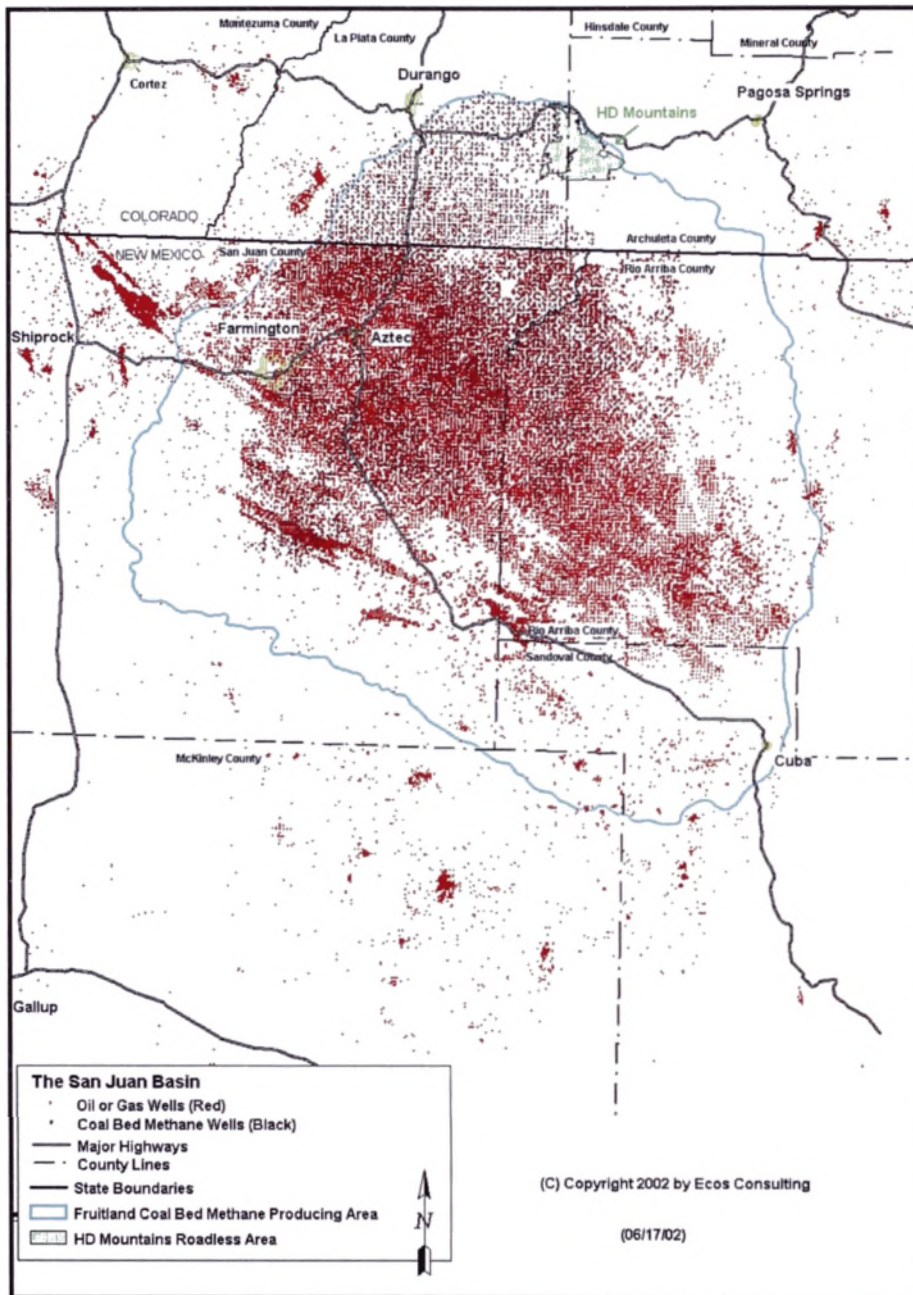 Montezuma County
Hinsdale County
La Plata County
Mineral County
Durango
Cortez
Pagosa Springs
HD Mountains
COLORADO
Archuleta County
NEW MEXICO
San Juan County
Rio Arriba County
Farmington
Shiprock
Aztec
Rio Arriba County
Sandoval County
McKinley County
Cuba
Gallup
The San Juan Basin
Oil or Gas Wells (Red)
Coal Bed Methane Wells (Black)
Major Highways
County Lines
State Boundaries
Fruitland Coal Bed Methane Producing Area
HD Mountains Roadless Area
N
(C) Copyright 2002 by Ecos Consulting
(06/17/02)